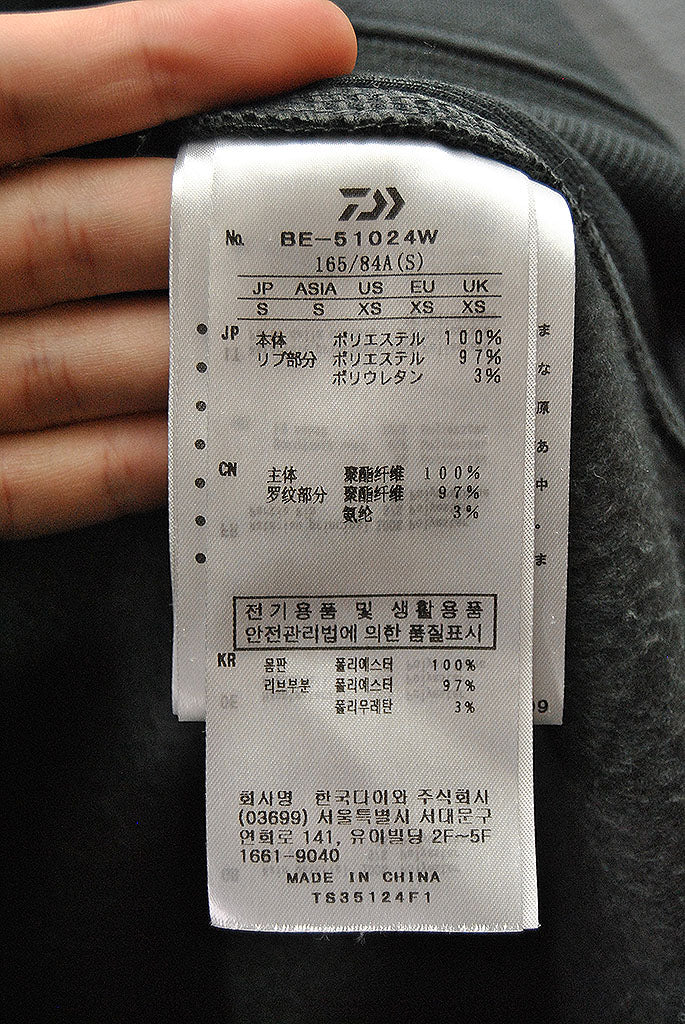 No. BE-51024W
165/84A(S)
JP ASIA US EU UK
S S XS XS XS
JP 本体 ポリエステル 100%
リブ部分 ポリエステル 97%
ポリウレタン 3%
CN 主体 聚酯纤维 100%
罗纹部分 聚酯纤维 97%
氨纶 3%
전기용품 및 생활용품
안전관리법에 의한 품질표시
KR 몸판 폴리에스터 100%
리브부분 폴리에스터 97%
폴리우레탄 3%
회사명 한국다이와 주식회사
(03699) 서울특별시 서대문구
연희로 141, 유아빌딩 2F~5F
1661-9040
MADE IN CHINA
TS35124F1
ま
な
原
あ
中
。
ま